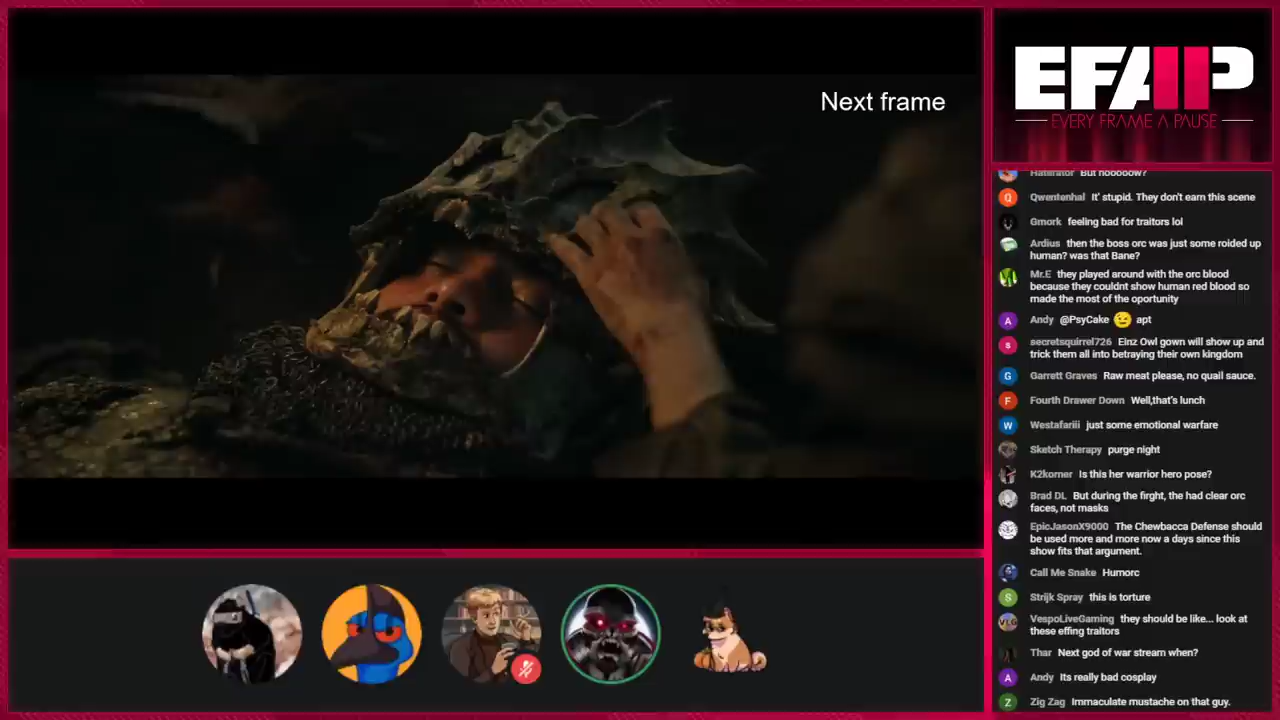 Next frame
EFAP
EVERY FRAME A PAUSE
Haterator But nooooow?
Q Qwentenhal It' stupid. They don't earn this scene
Gmork feeling bad for traitors lol
Ardius then the boss orc was just some roided up
human? was that Bane?
Mr.E they played around with the orc blood
because they couldnt show human red blood so
made the most of the oportunity
A Andy @PsyCake 😉 apt
s secretsquirrel726 Einz Owl gown will show up and
trick them all into betraying their own kingdom
G Garrett Graves Raw meat please, no quail sauce.
F Fourth Drawer Down Well,that's lunch
W Westafariii just some emotional warfare
Sketch Therapy purge night
K2korner Is this her warrior hero pose?
Brad DL But during the firght, the had clear orc
faces, not masks
EpicJasonX9000 The Chewbacca Defense should
be used more and more now a days since this
show fits that argument.
Call Me Snake Humorc
S Strijk Spray this is torture
VLG VespoLiveGaming they should be like... look at
these effing traitors
Thar Next god of war stream when?
A Andy Its really bad cosplay
Z Zig Zag Immaculate mustache on that guy.